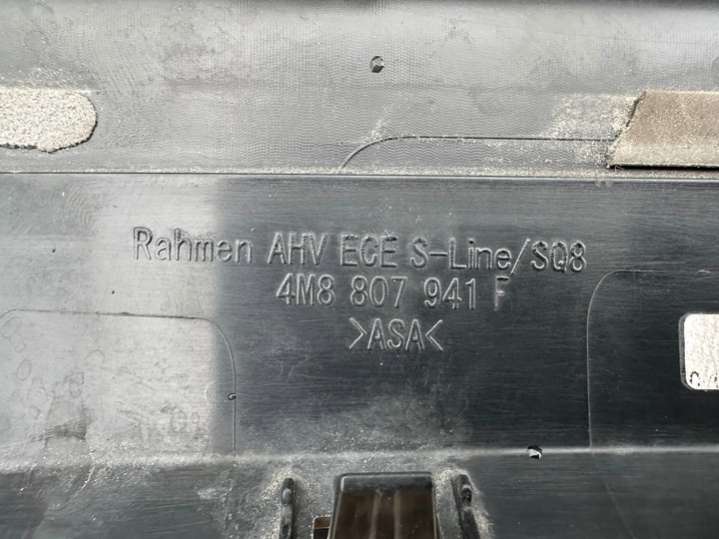 Rahmen AHV ECE S-Line/SQ8
4M8 807 941 F
>ASA<